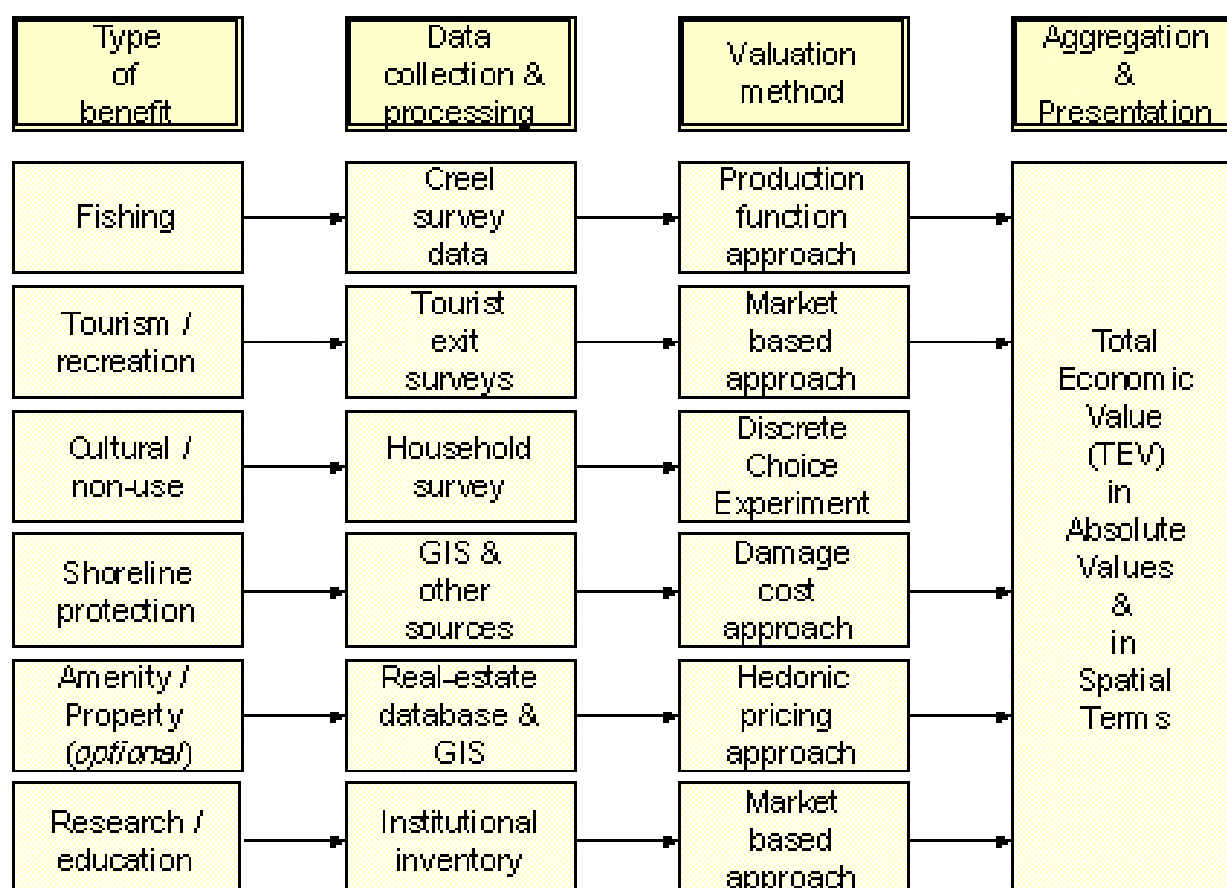 Type
of
benefit
Data
collection &
processing
Valuation
method
Aggregation
&
Presentation
Fishing
Creel
survey
data
Production
function
approach
Tourism /
recreation
Tourist
exit
surveys
Market
based
approach
Cultural /
non-use
Household
survey
Discrete
Choice
Experiment
Shoreline
protection
GIS &
other
sources
Damage
cost
approach
Amenity /
Property
(optional)
Real-estate
database &
GIS
Hedonic
pricing
approach
Research /
education
Institutional
inventory
Market
based
approach
Total
Economic
Value
(TEV)
in
Absolute
Values
&
in
Spatial
Terms